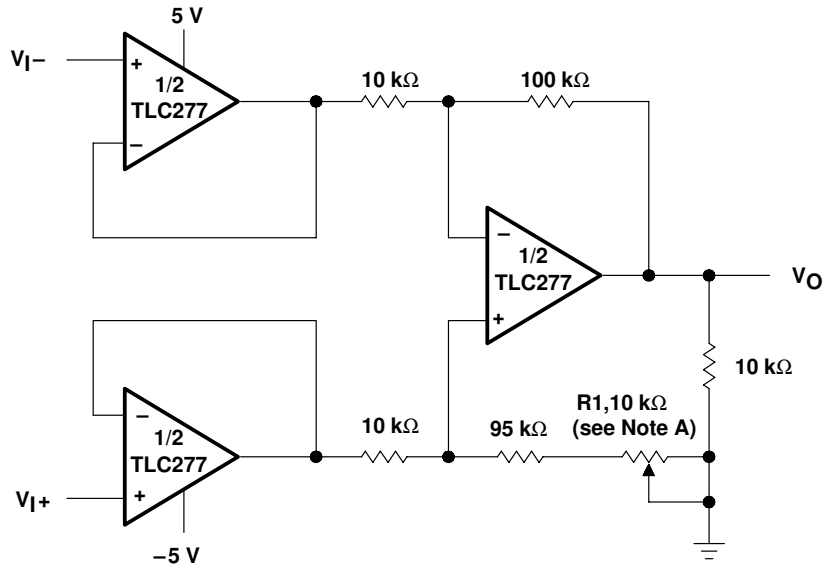 5 V
VI−
+
1/2
TLC277
−
10 kΩ
100 kΩ
−
1/2
TLC277
+
VO
10 kΩ
−
1/2
TLC277
+
VI+
−5 V
10 kΩ
95 kΩ
R1,10 kΩ
(see Note A)